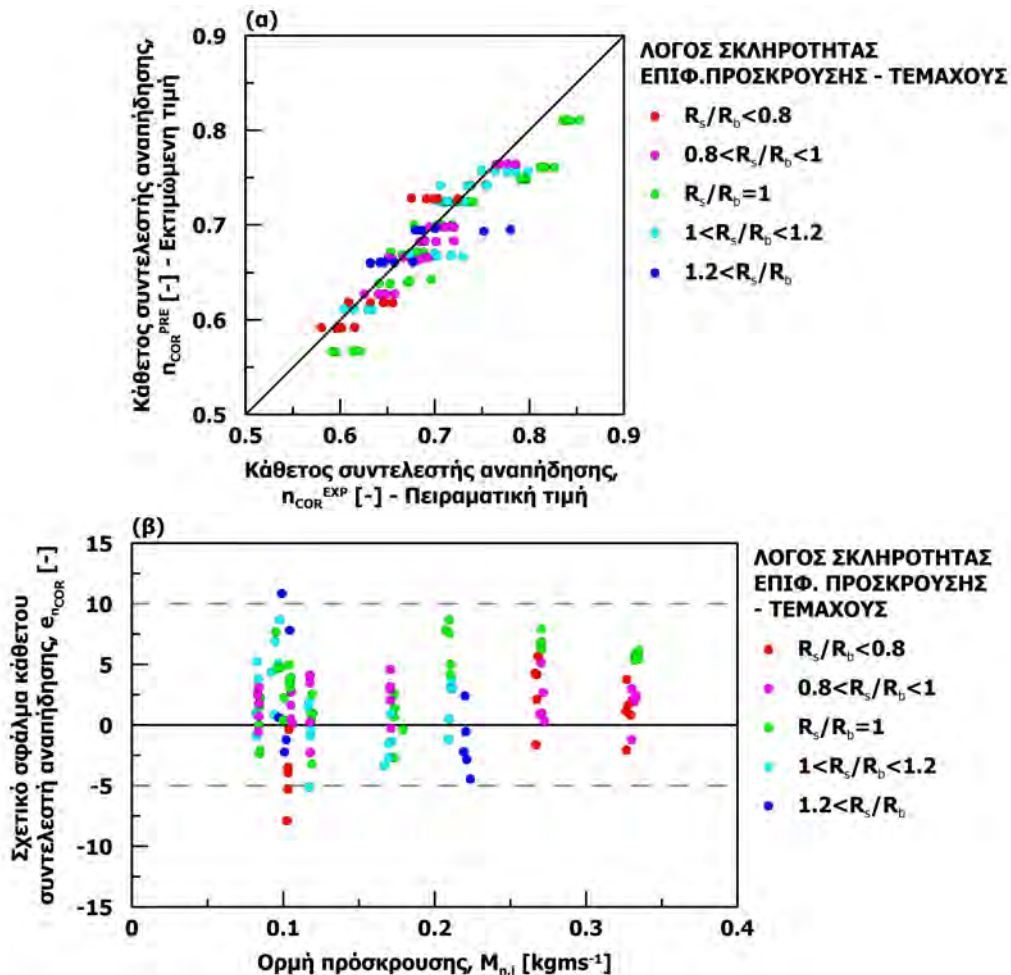 (α)
Κάθετος συντελεστής αναπήδησης,
n_COR^PRE [-] - Εκτιμώμενη τιμή
0.9
0.8
0.7
0.6
0.5
0.5 0.6 0.7 0.8 0.9
Κάθετος συντελεστής αναπήδησης,
n_COR^EXP [-] - Πειραματική τιμή
ΛΟΓΟΣ ΣΚΛΗΡΟΤΗΤΑΣ
ΕΠΙΦ.ΠΡΟΣΚΡΟΥΣΗΣ - ΤΕΜΑΧΟΥΣ
R_s/R_b<0.8
0.8<R_s/R_b<1
R_s/R_b=1
1<R_s/R_b<1.2
1.2<R_s/R_b
(β)
Σχετικό σφάλμα κάθετου
συντελεστή αναπήδησης, e_nCOR [-]
15
10
5
0
-5
-10
-15
0 0.1 0.2 0.3 0.4
Ορμή πρόσκρουσης, M_n,i [kgms⁻¹]
ΛΟΓΟΣ ΣΚΛΗΡΟΤΗΤΑΣ
ΕΠΙΦ. ΠΡΟΣΚΡΟΥΣΗΣ
- ΤΕΜΑΧΟΥΣ
R_s/R_b<0.8
0.8<R_s/R_b<1
R_s/R_b=1
1<R_s/R_b<1.2
1.2<R_s/R_b